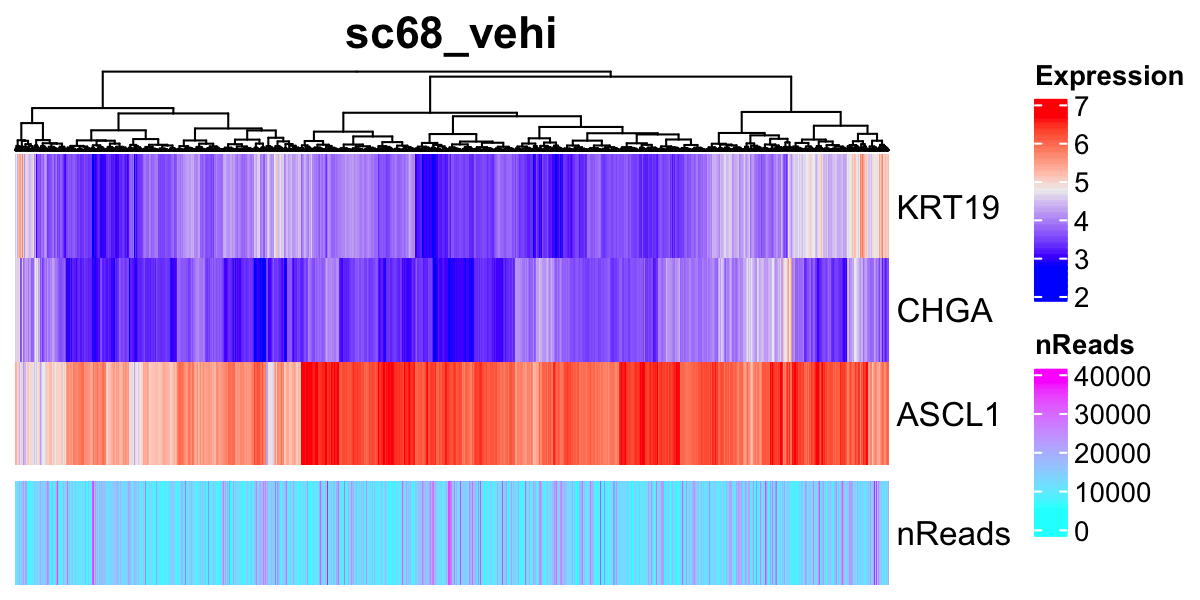 sc68_vehi
Expression
7
6
5
4
3
2
KRT19
CHGA
ASCL1
nReads
nReads
40000
30000
20000
10000
0